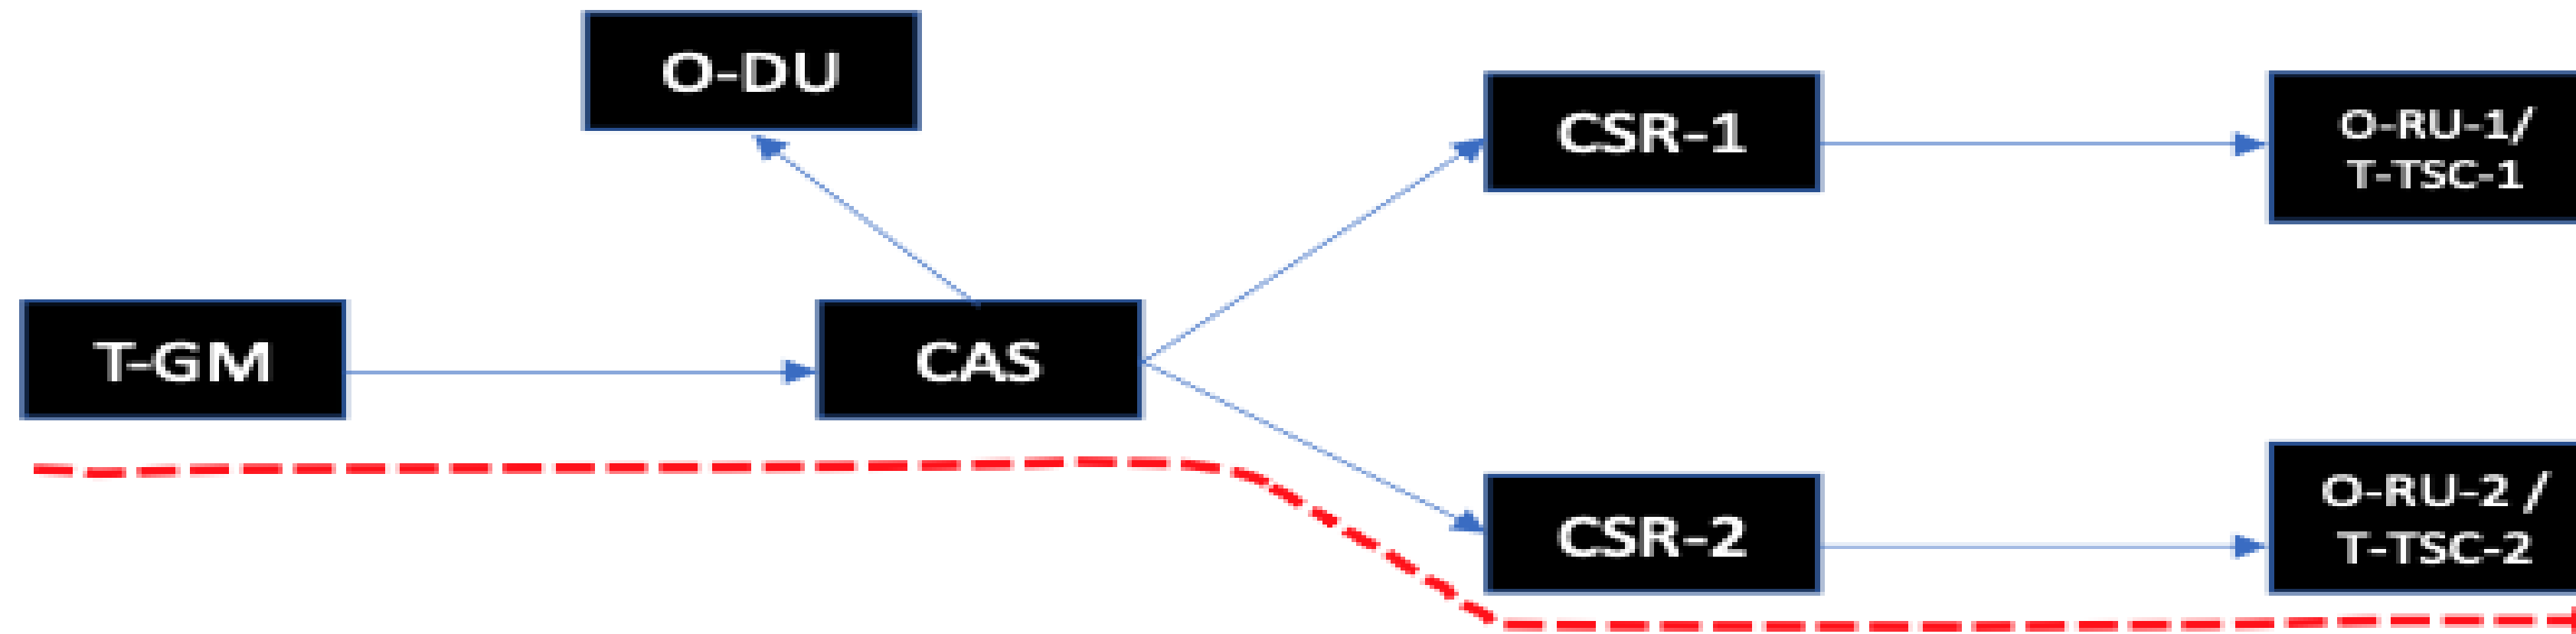 O-DU
CSR-1
O-RU-1/
T-TSC-1
T-GM
CAS
CSR-2
O-RU-2 /
T-TSC-2